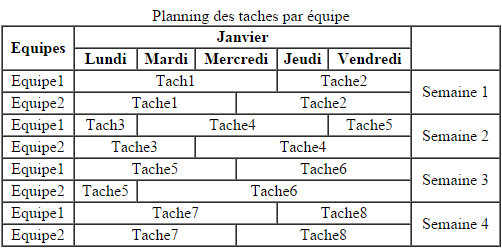 Planning des taches par équipe
Equipes Janvier
Lundi Mardi Mercredi Jeudi Vendredi
Equipe1 Tach1 Tache2 Semaine 1
Equipe2 Tache1 Tache2
Equipe1 Tach3 Tache4 Tache5 Semaine 2
Equipe2 Tache3 Tache4
Equipe1 Tache5 Tache6 Semaine 3
Equipe2 Tache5 Tache6
Equipe1 Tache7 Tache8 Semaine 4
Equipe2 Tache7 Tache8